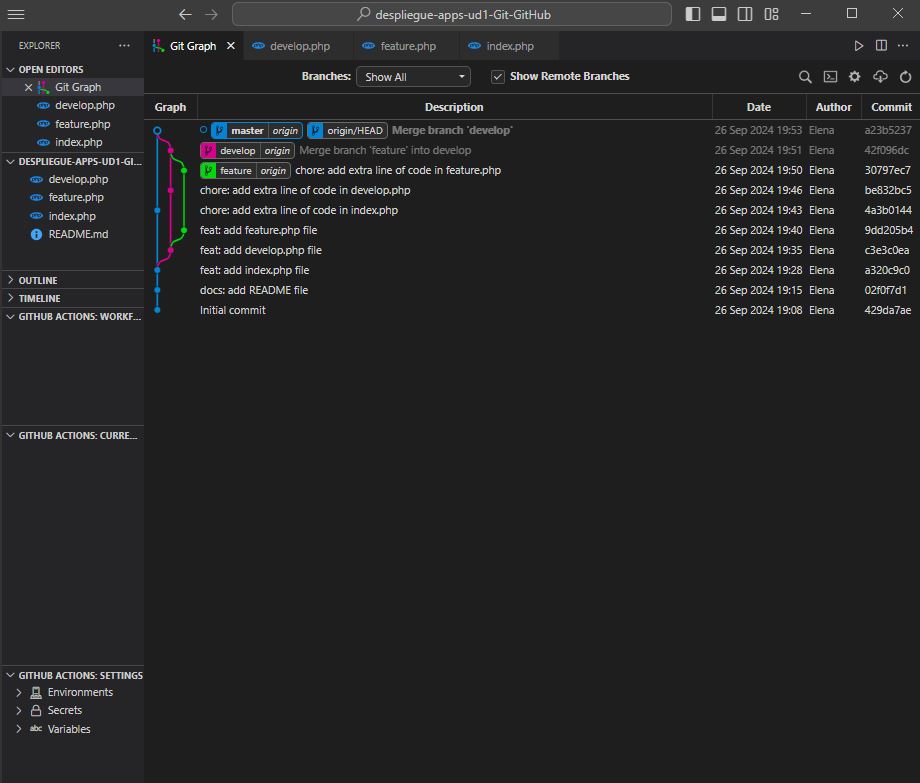 despliegue-apps-ud1-Git-GitHub
EXPLORER
OPEN EDITORS
Git Graph
develop.php
feature.php
index.php
DESPLIEGUE-APPS-UD1-GI...
develop.php
feature.php
index.php
README.md
OUTLINE
TIMELINE
GITHUB ACTIONS: WORKF...
GITHUB ACTIONS: CURRE...
GITHUB ACTIONS: SETTINGS
Environments
Secrets
abc Variables
Git Graph develop.php feature.php index.php
Branches: Show All Show Remote Branches
Graph Description Date Author Commit
master origin origin/HEAD Merge branch 'develop' 26 Sep 2024 19:53 Elena a23b5237
develop origin Merge branch 'feature' into develop 26 Sep 2024 19:51 Elena 42f096dc
feature origin chore: add extra line of code in feature.php 26 Sep 2024 19:50 Elena 30797ec7
chore: add extra line of code in develop.php 26 Sep 2024 19:46 Elena be832bc5
chore: add extra line of code in index.php 26 Sep 2024 19:43 Elena 4a3b0144
feat: add feature.php file 26 Sep 2024 19:40 Elena 9dd205b4
feat: add develop.php file 26 Sep 2024 19:35 Elena c3e3c0ea
feat: add index.php file 26 Sep 2024 19:28 Elena a320c9c0
docs: add README file 26 Sep 2024 19:15 Elena 02f0f7d1
Initial commit 26 Sep 2024 19:08 Elena 429da7ae